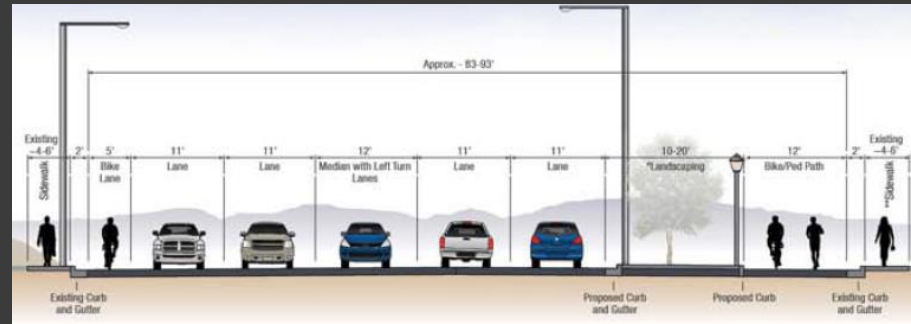 Approx. - 83-93'
Existing
~4-6'
2'
5'
11'
11'
12'
11'
11'
10-20'
12'
2'
Existing
~4-6'
Sidewalk
Bike
Lane
Lane
Lane
Median with Left Turn
Lanes
Lane
Lane
*Landscaping
Bike/Ped Path
**Sidewalk
Existing Curb
and Gutter
Proposed Curb
and Gutter
Proposed Curb
Existing Curb
and Gutter